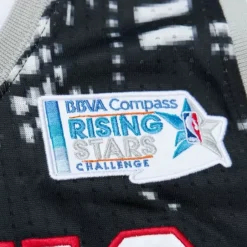 BBVA Compass
RISING
STARS
CHALLENGE